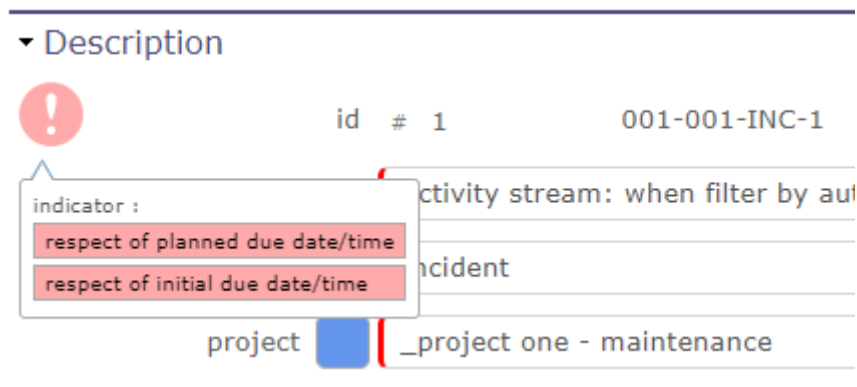 Description
id # 1 001-001-INC-1
ctivity stream: when filter by aut
indicator :
respect of planned due date/time
ncident
respect of initial due date/time
project _project one - maintenance